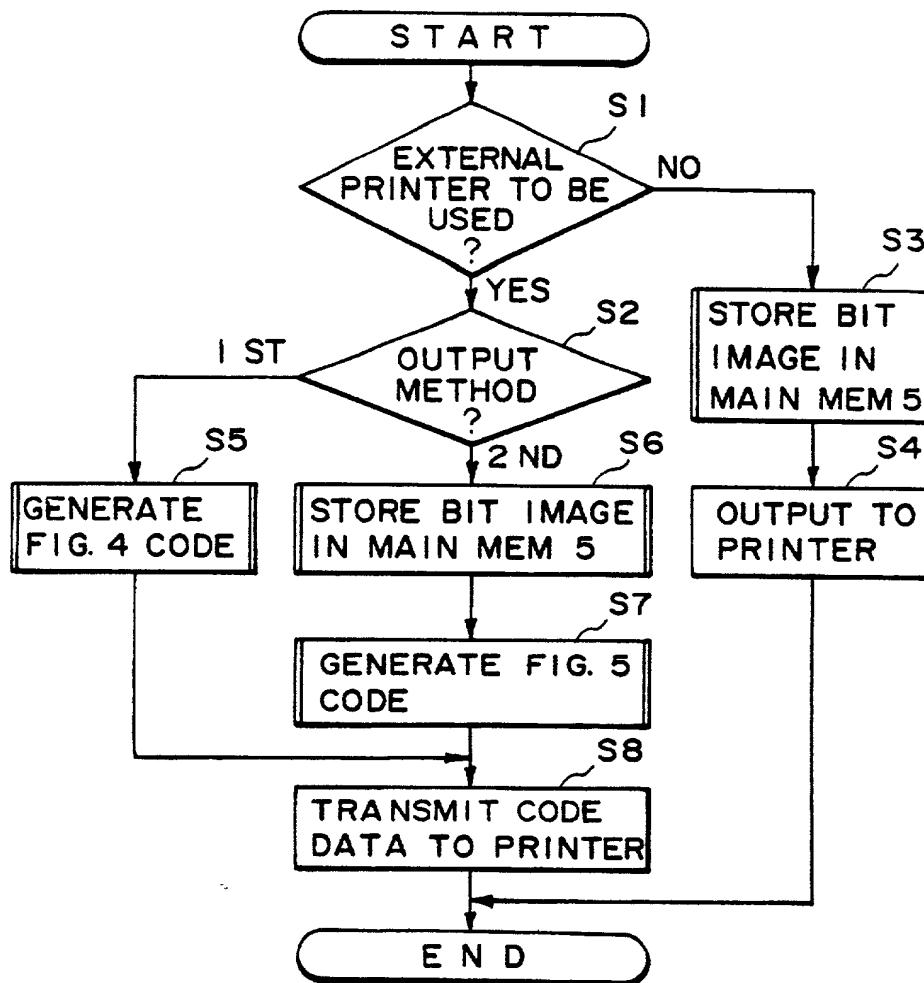 START
S1
EXTERNAL
PRINTER TO BE
USED
?
NO
YES
S2
OUTPUT
METHOD
?
1 ST
2 ND
S3
STORE BIT
IMAGE IN
MAIN MEM 5
S4
OUTPUT TO
PRINTER
S5
GENERATE
FIG. 4 CODE
S6
STORE BIT IMAGE
IN MAIN MEM 5
S7
GENERATE FIG. 5
CODE
S8
TRANSMIT CODE
DATA TO PRINTER
END